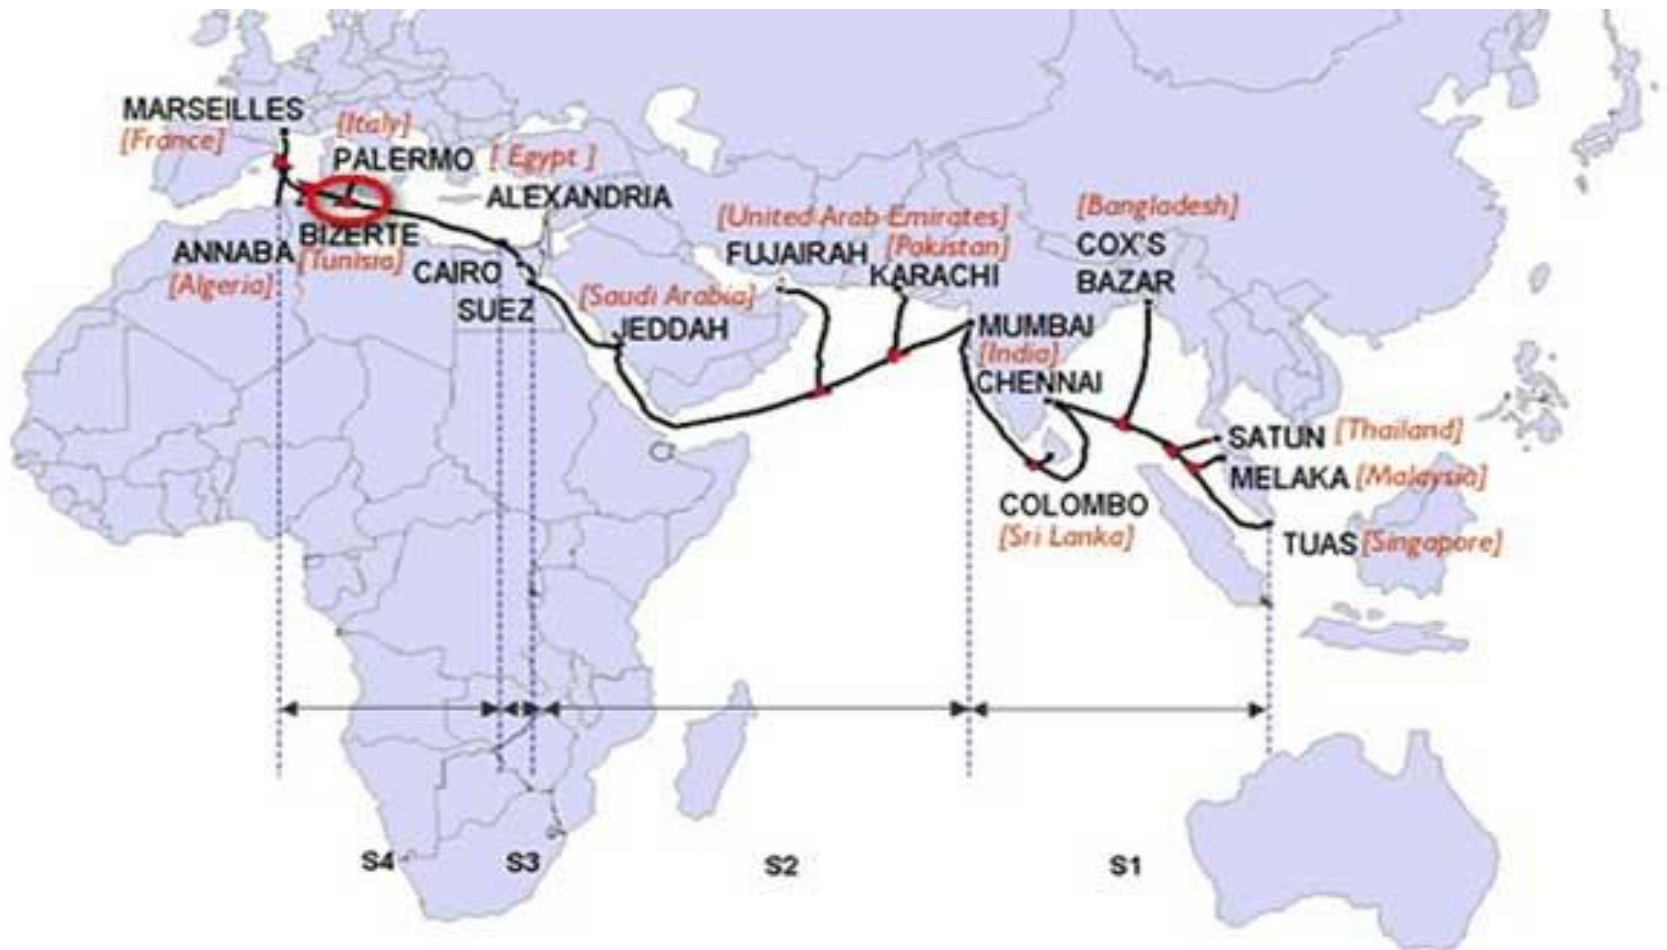 MARSEILLES
[France]
[Italy]
PALERMO
[ Egypt ]
ALEXANDRIA
ANNABA
[Algeria]
BIZERTE
[Tunisia]
CAIRO
SUEZ
[Saudi Arabia]
JEDDAH
[United Arab Emirates]
FUJAIRAH
[Pakistan]
KARACHI
[Bangladesh]
COX'S
BAZAR
MUMBAI
[India]
CHENNAI
COLOMBO
[Sri Lanka]
SATUN [Thailand]
MELAKA [Malaysia]
TUAS [Singapore]
S4
S3
S2
S1